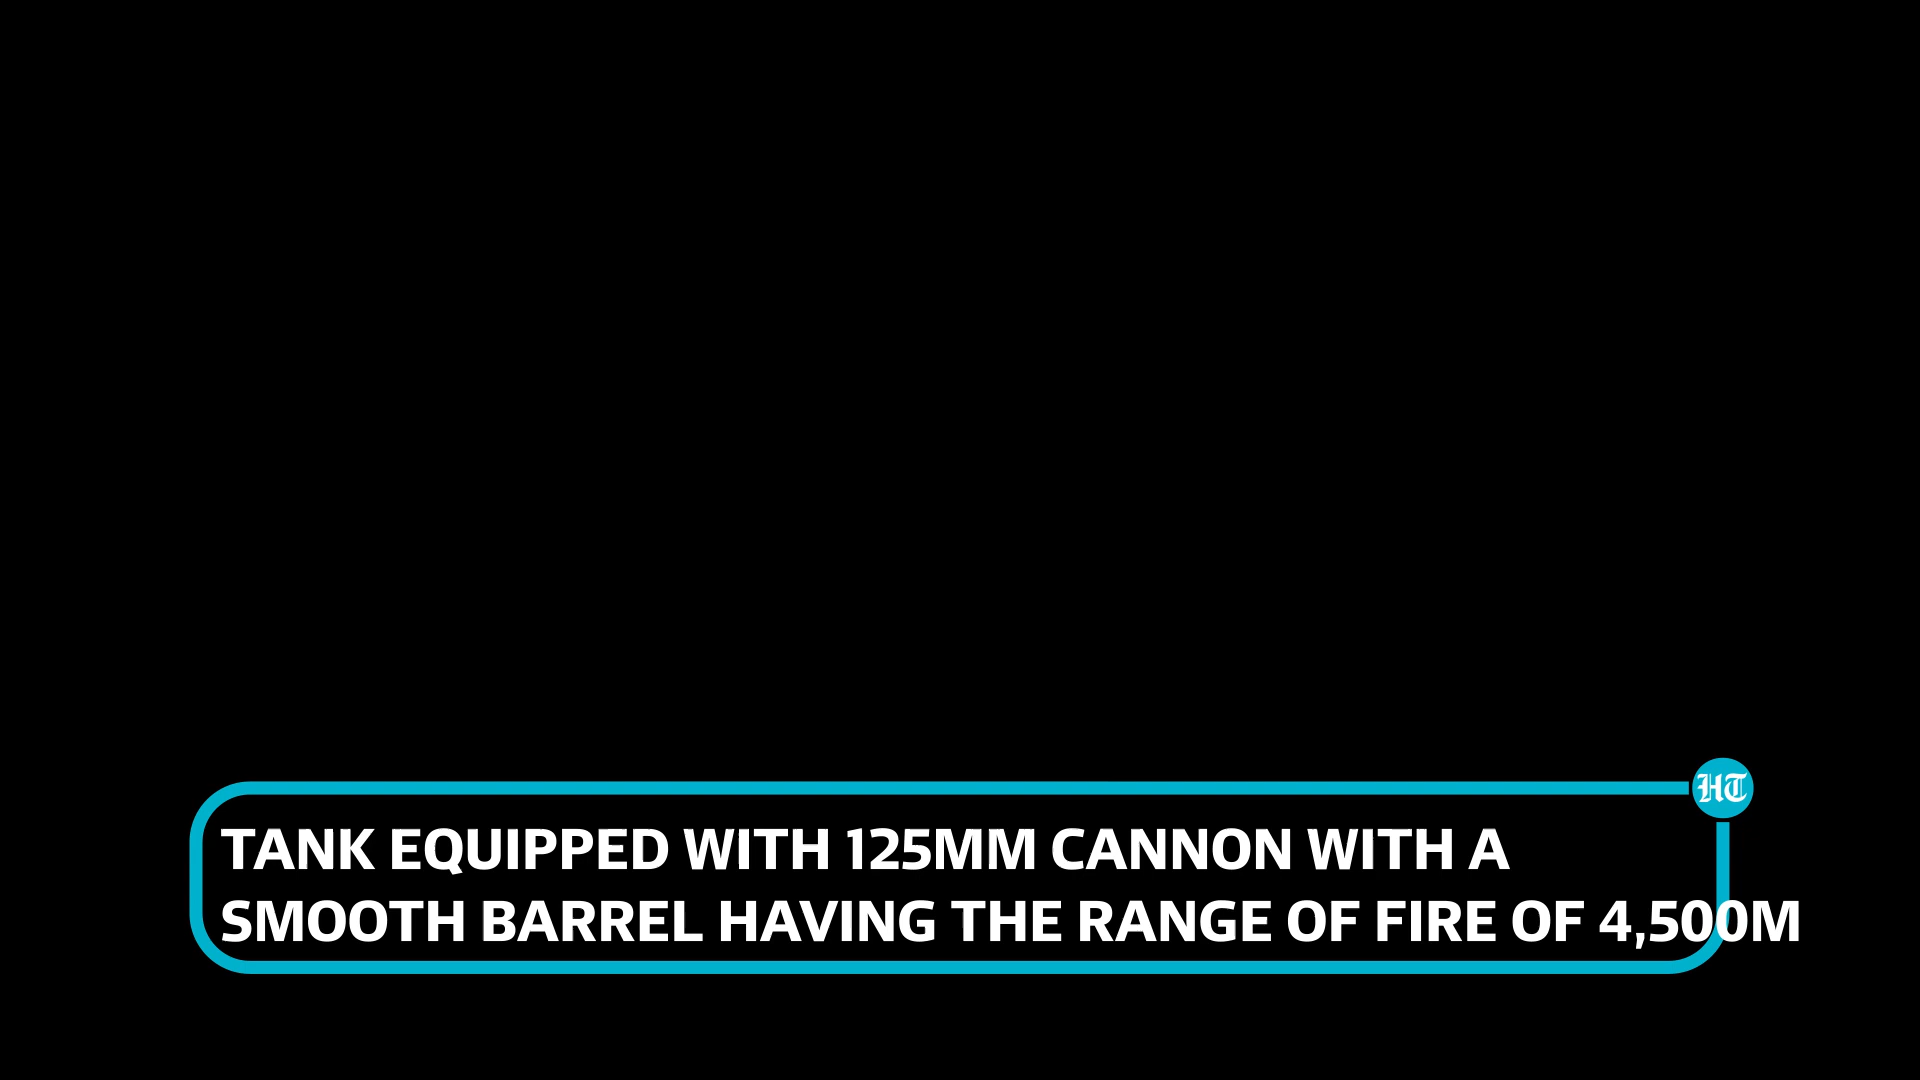 HT
TANK EQUIPPED WITH 125MM CANNON WITH A
SMOOTH BARREL HAVING THE RANGE OF FIRE OF 4,500M